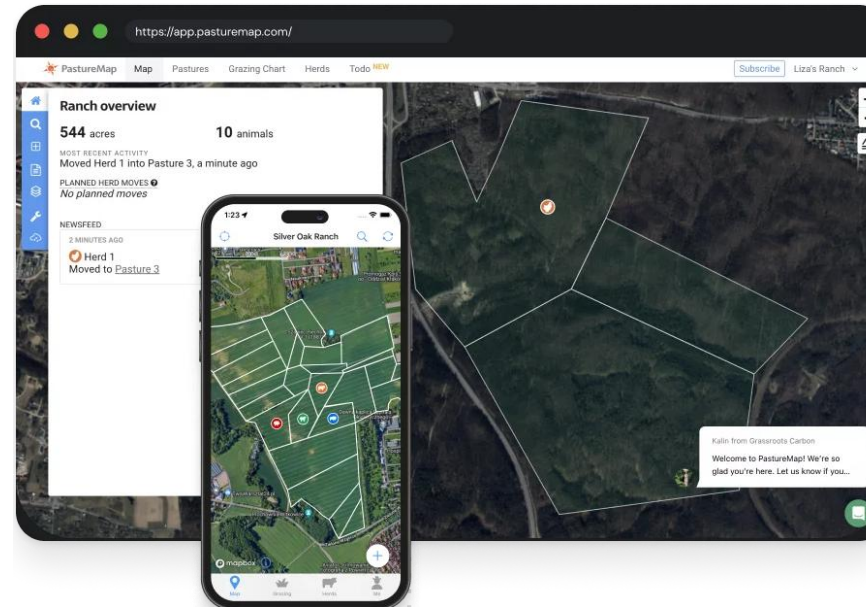 https://app.pasturemap.com/
PastureMap Map Pastures Grazing Chart Herds Todo NEW
Subscribe Liza's Ranch
Ranch overview
544 acres 10 animals
MOST RECENT ACTIVITY
Moved Herd 1 into Pasture 3, a minute ago
PLANNED HERD MOVES
No planned moves
NEWSFEED
2 MINUTES AGO
Herd 1
Moved to Pasture 3
1:23
Silver Oak Ranch
mapbox
Map Grazing Herds Me
Kalin from Grassroots Carbon
Welcome to PastureMap! We're so
glad you're here. Let us know if you...